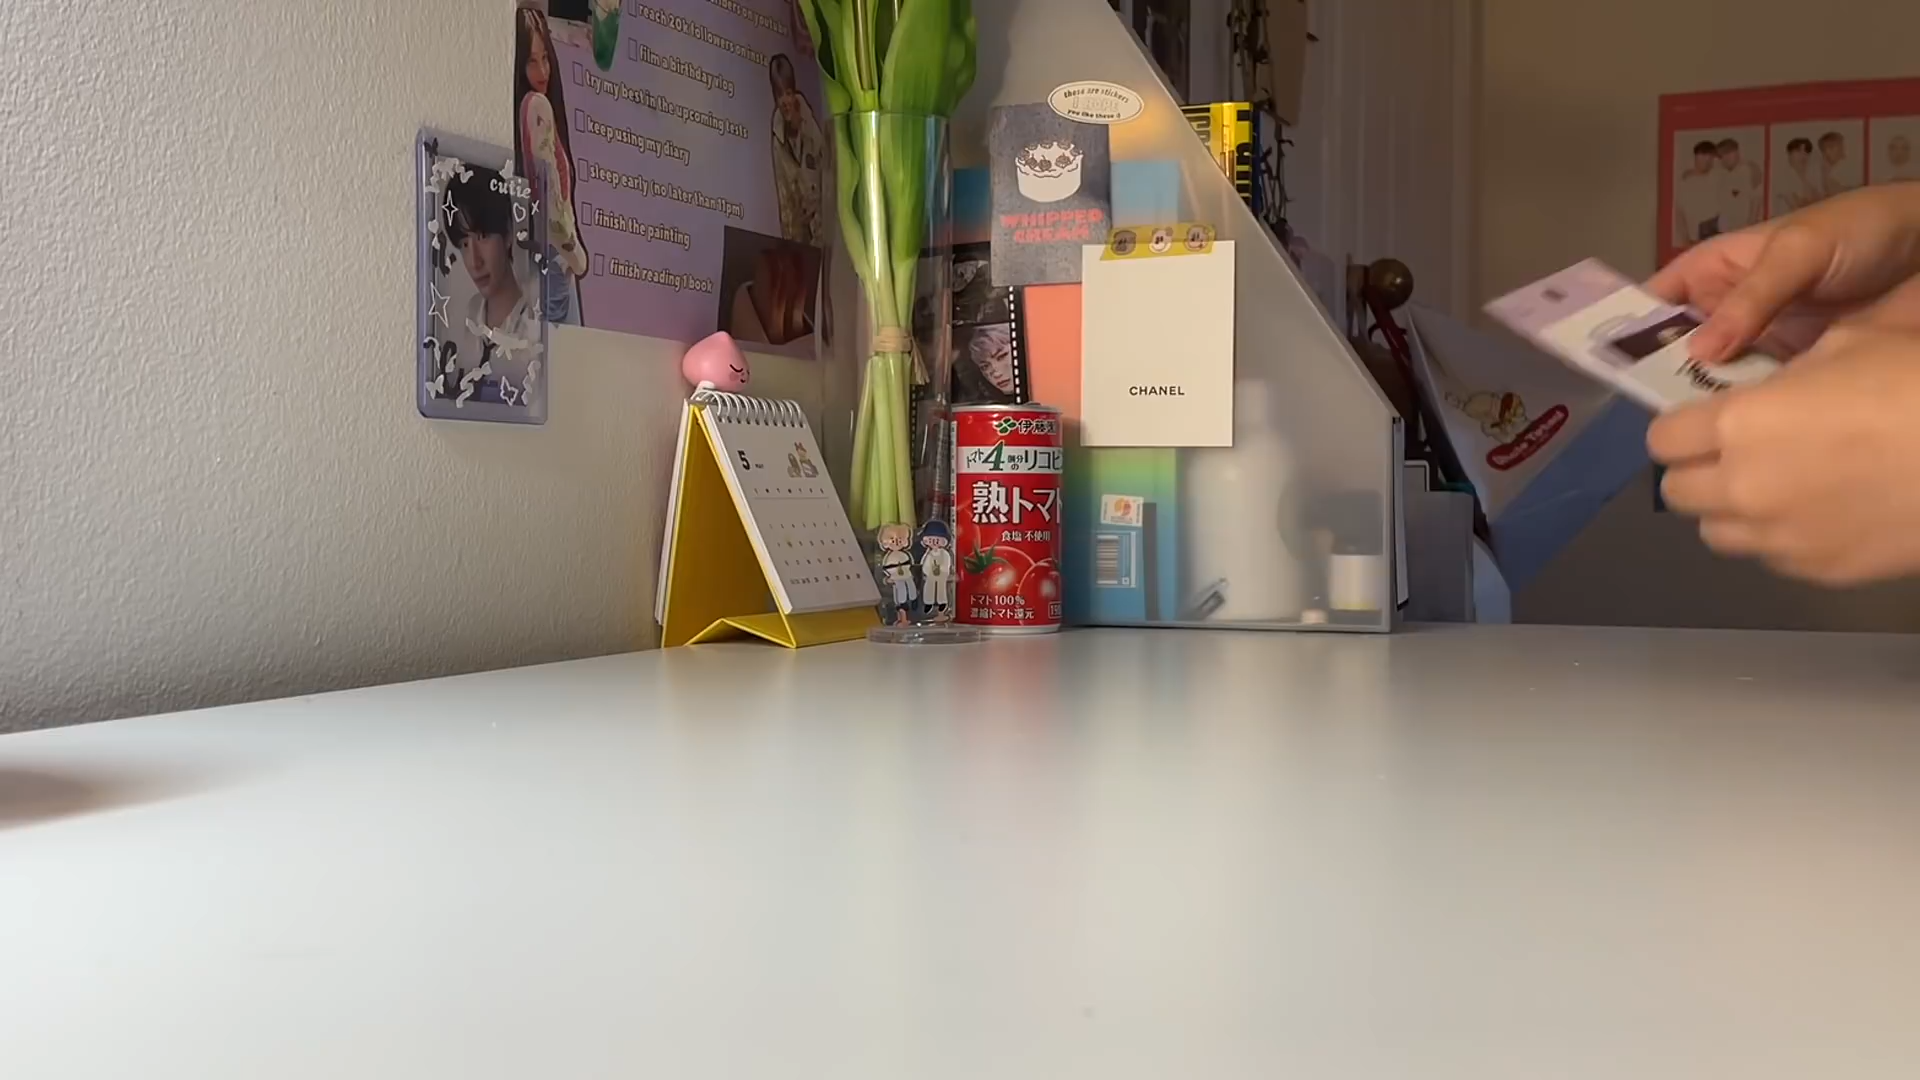 reach 20k followers on insta
film a birthday vlog
try my best in the upcoming tests
keep using my diary
sleep early (no later than 11pm)
finish the painting
finish reading 1 book
cutie
these are stickers
I HOPE
you like these :)
WHIPPED
CREAM
CHANEL
5
伊藤園
トマト4個分のリコピ
熟トマト
食塩 不使用
トマト100%
濃縮トマト還元
190